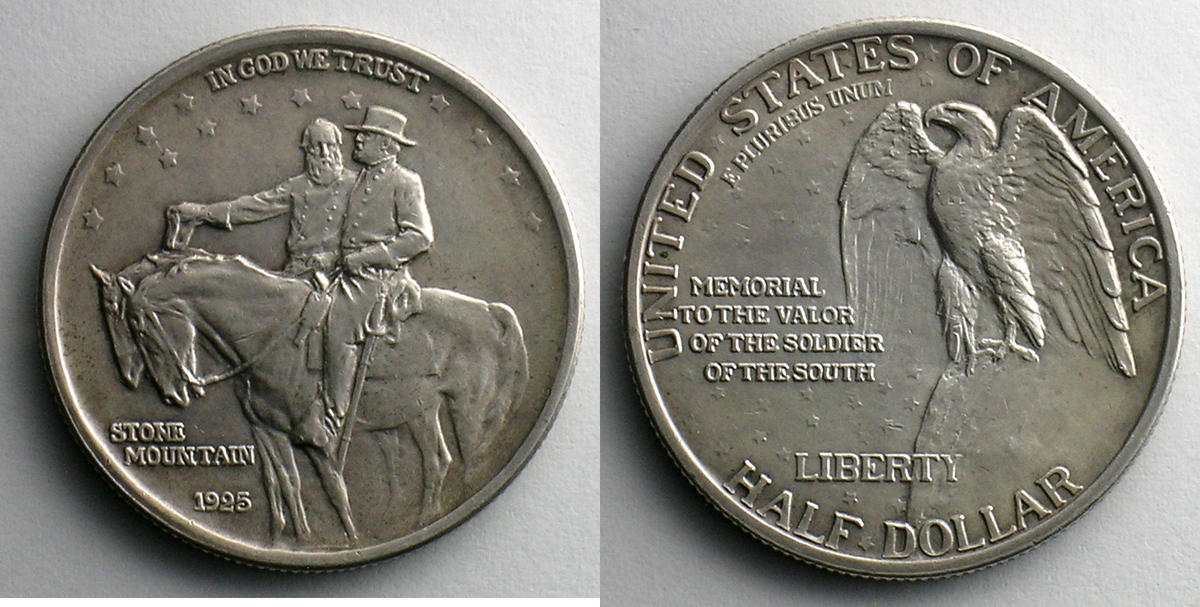 IN GOD WE TRUST
STONE
MOUNTAIN
1925
UNITED STATES OF AMERICA
E PLURIBUS UNUM
MEMORIAL
TO THE VALOR
OF THE SOLDIER
OF THE SOUTH
LIBERTY
HALF DOLLAR